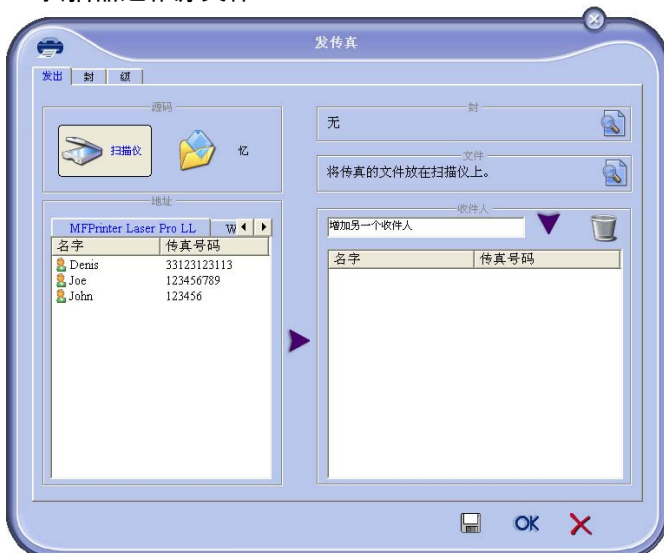 发传真
发出 封 级
源码
扫描仪 忆
地址
MFPrinter Laser Pro LL W
名字 传真号码
Denis 33123123113
Joe 123456789
John 123456
封
无
文件
将传真的文件放在扫描仪上。
收件人
增加另一个收件人
名字 传真号码
OK